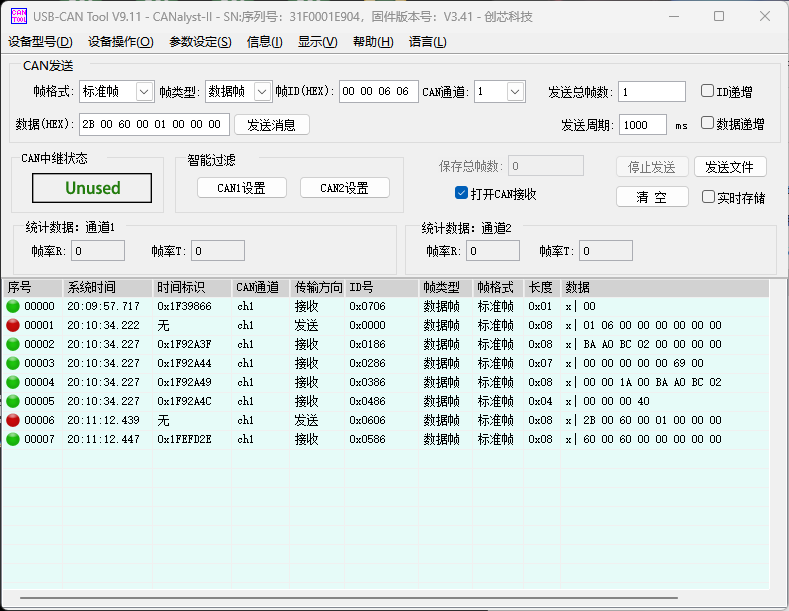 USB-CAN Tool V9.11 - CANalyst-II - SN:序列号: 31F0001E904, 固件版本号: V3.41 - 创芯科技
设备型号(D) 设备操作(O) 参数设定(S) 信息(I) 显示(V) 帮助(H) 语言(L)
CAN发送
帧格式: 标准帧 帧类型: 数据帧 帧ID(HEX): 00 00 06 06 CAN通道: 1 发送总帧数: 1 ID递增
数据(HEX): 2B 00 60 00 01 00 00 00 发送消息 发送周期: 1000 ms 数据递增
CAN中继状态 智能过滤 保存总帧数: 0 停止发送 发送文件
Unused CAN1设置 CAN2设置 打开CAN接收 清 空 实时存储
统计数据: 通道1 统计数据: 通道2
帧率R: 0 帧率T: 0 帧率R: 0 帧率T: 0
序号 系统时间 时间标识 CAN通道 传输方向 ID号 帧类型 帧格式 长度 数据
00000 20:09:57.717 0x1F39866 ch1 接收 0x0706 数据帧 标准帧 0x01 x| 00
00001 20:10:34.222 无 ch1 发送 0x0000 数据帧 标准帧 0x08 x| 01 06 00 00 00 00 00 00
00002 20:10:34.227 0x1F92A3F ch1 接收 0x0186 数据帧 标准帧 0x08 x| BA A0 BC 02 00 00 00 00
00003 20:10:34.227 0x1F92A44 ch1 接收 0x0286 数据帧 标准帧 0x07 x| 00 00 00 00 00 69 00
00004 20:10:34.227 0x1F92A49 ch1 接收 0x0386 数据帧 标准帧 0x08 x| 00 00 1A 00 BA A0 BC 02
00005 20:10:34.227 0x1F92A4C ch1 接收 0x0486 数据帧 标准帧 0x04 x| 00 00 00 40
00006 20:11:12.439 无 ch1 发送 0x0606 数据帧 标准帧 0x08 x| 2B 00 60 00 01 00 00 00
00007 20:11:12.447 0x1FEFD2E ch1 接收 0x0586 数据帧 标准帧 0x08 x| 60 00 60 00 00 00 00 00